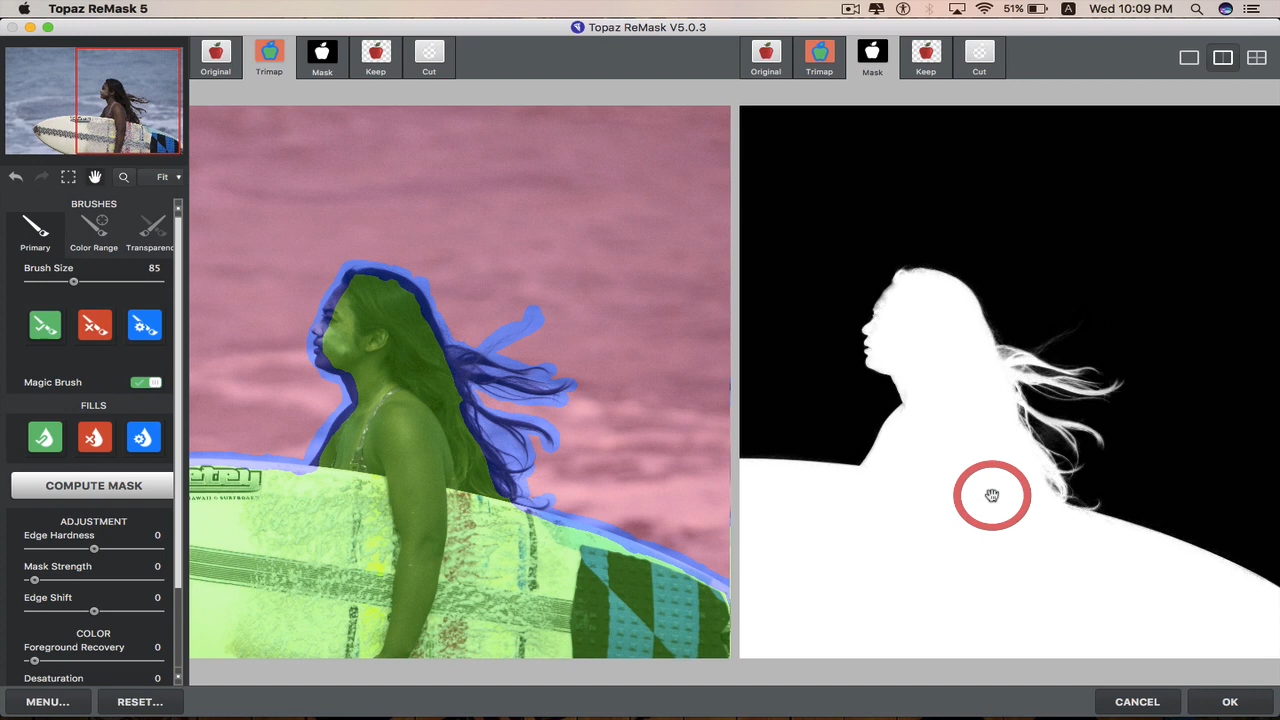 Topaz ReMask 5
51%
A
Wed 10:09 PM
Topaz ReMask V5.0.3
Original
Trimap
Mask
Keep
Cut
Original
Trimap
Mask
Keep
Cut
Fit
BRUSHES
Primary
Color Range
Transparenc
Brush Size 85
Magic Brush
FILLS
COMPUTE MASK
ADJUSTMENT
Edge Hardness 0
Mask Strength 0
Edge Shift 0
COLOR
Foreground Recovery 0
Desaturation 0
MENU...
RESET...
CANCEL
OK